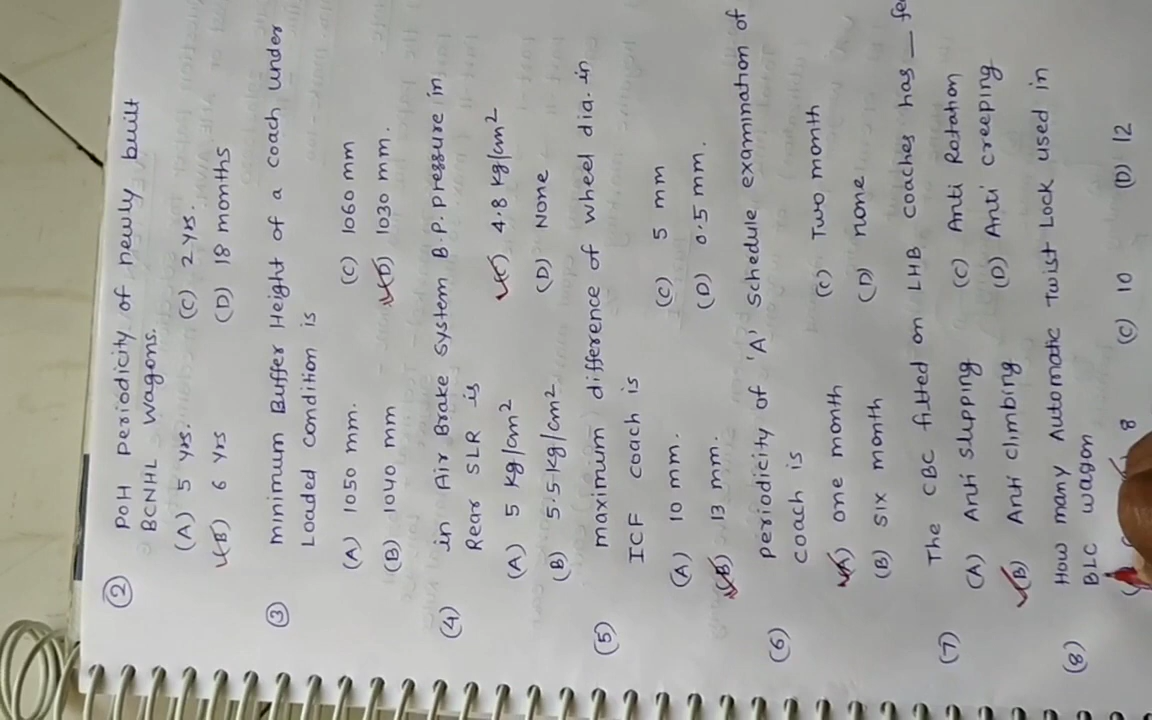 ② POH periodicity of newly built
BCNHL wagons.
(A) 5 yrs. (C) 2 yrs.
(B) 6 yrs (D) 18 months
③ minimum Buffer Height of a coach under
Loaded condition is
(A) 1050 mm. (C) 1060 mm
(B) 1040 mm (D) 1030 mm.
(4) in Air Brake system B.P. pressure in
Rear SLR is
(A) 5 kg/cm2 (C) 4.8 kg/cm2
(B) 5.5 kg/cm2 (D) None
(5) maximum difference of wheel dia. in
ICF coach is
(A) 10 mm. (C) 5 mm
(B) 13 mm. (D) 0.5 mm.
(6) periodicity of 'A' schedule examination of
coach is
(A) one month (C) Two month
(B) six month (D) none
(7) The CBC fitted on LHB coaches has _ fe
(A) Anti slipping (C) Anti Rotation
(B) Anti climbing (D) Anti creeping
(8) How many Automatic Twist Lock used in
BLC wagon
8 (C) 10 (D) 12